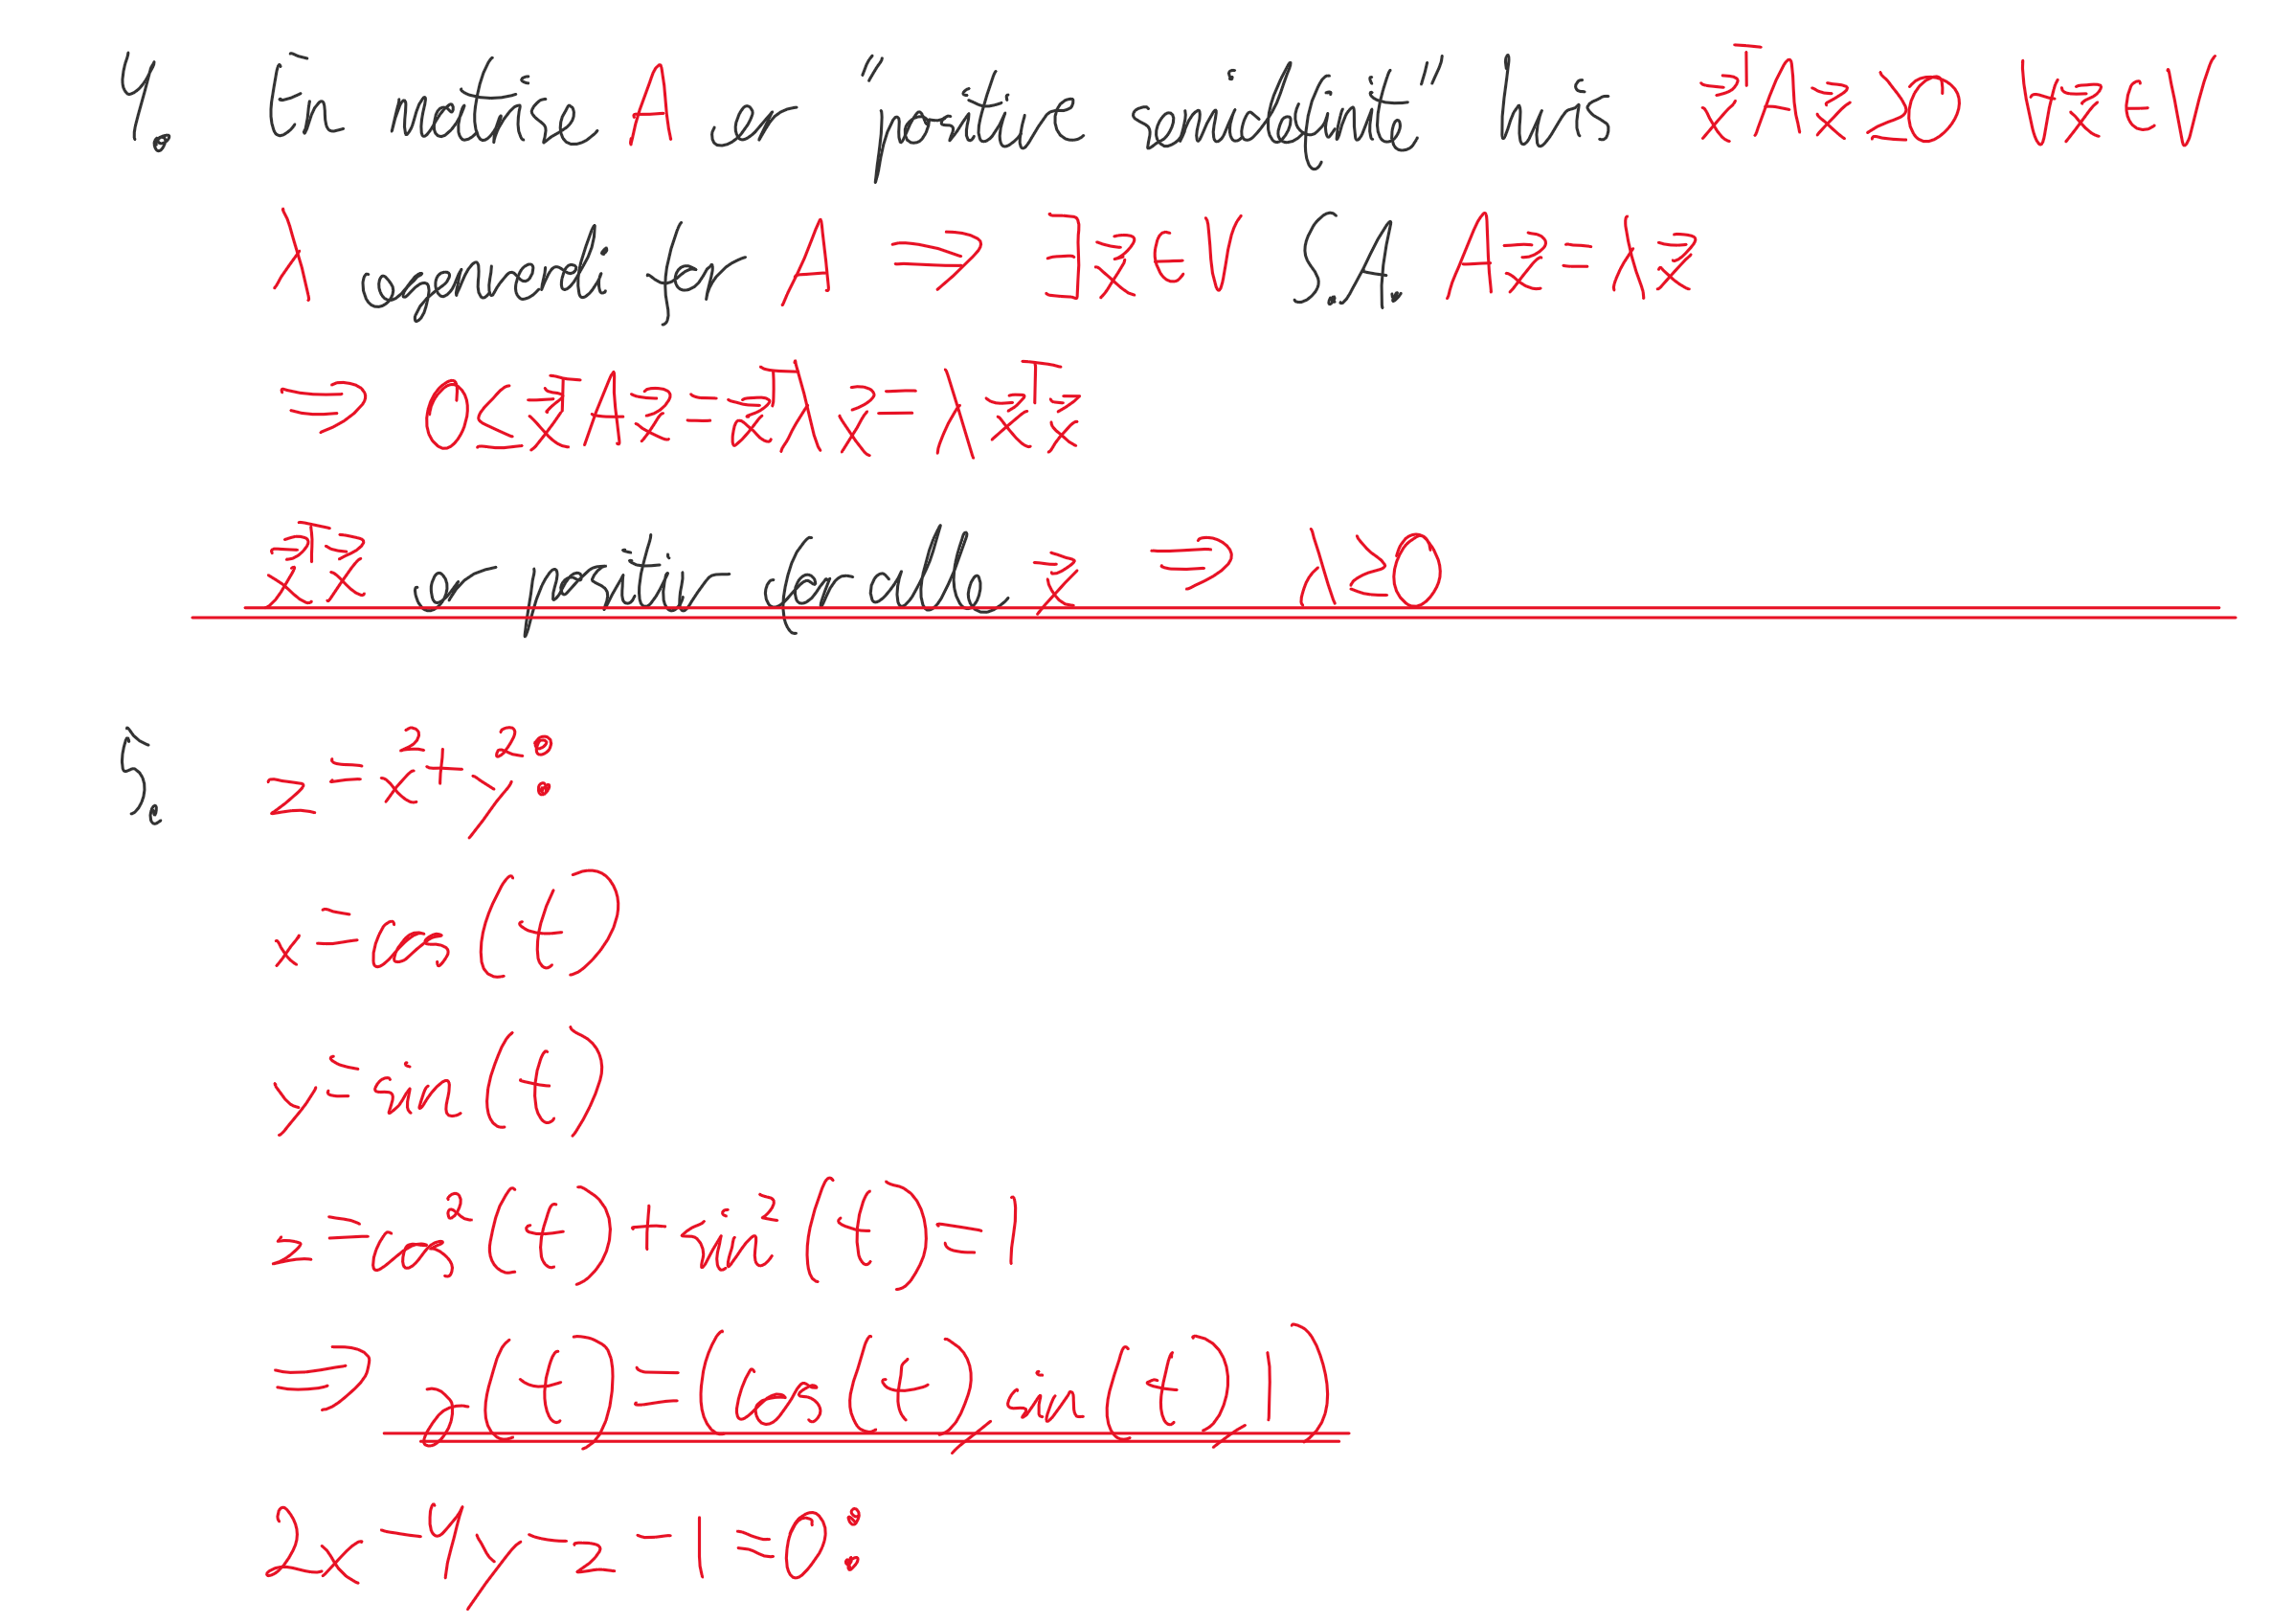 4. En matrise A er "positive semidefinite" hvis x⃗ᵀAx⃗ ≥ 0 ∀x⃗ ∈ V
λ egenverdi for A ⇒ ∃x⃗ ∈ V S.A. Ax⃗ = λx⃗
⇒ 0 ≤ x⃗ᵀAx⃗ = x⃗ᵀλx⃗ = λx⃗ᵀx⃗
x⃗ᵀx⃗ er positiv for alle x⃗ ⇒ λ ≥ 0
5. z = x² + y²:
x = cos(t)
y = sin(t)
z = cos²(t) + sin²(t) = 1
⇒ r(t) = (cos(t), sin(t), 1)
2x - 4y - z - 1 = 0: